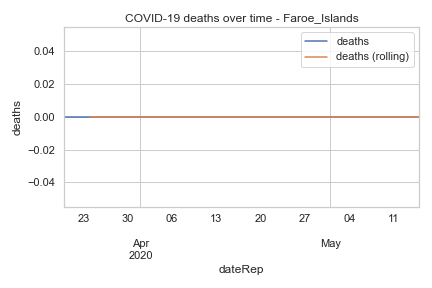 COVID-19 deaths over time - Faroe_Islands
deaths
deaths (rolling)
deaths
0.04
0.02
0.00
−0.02
−0.04
23 30 06 13 20 27 04 11
Apr May
2020
dateRep